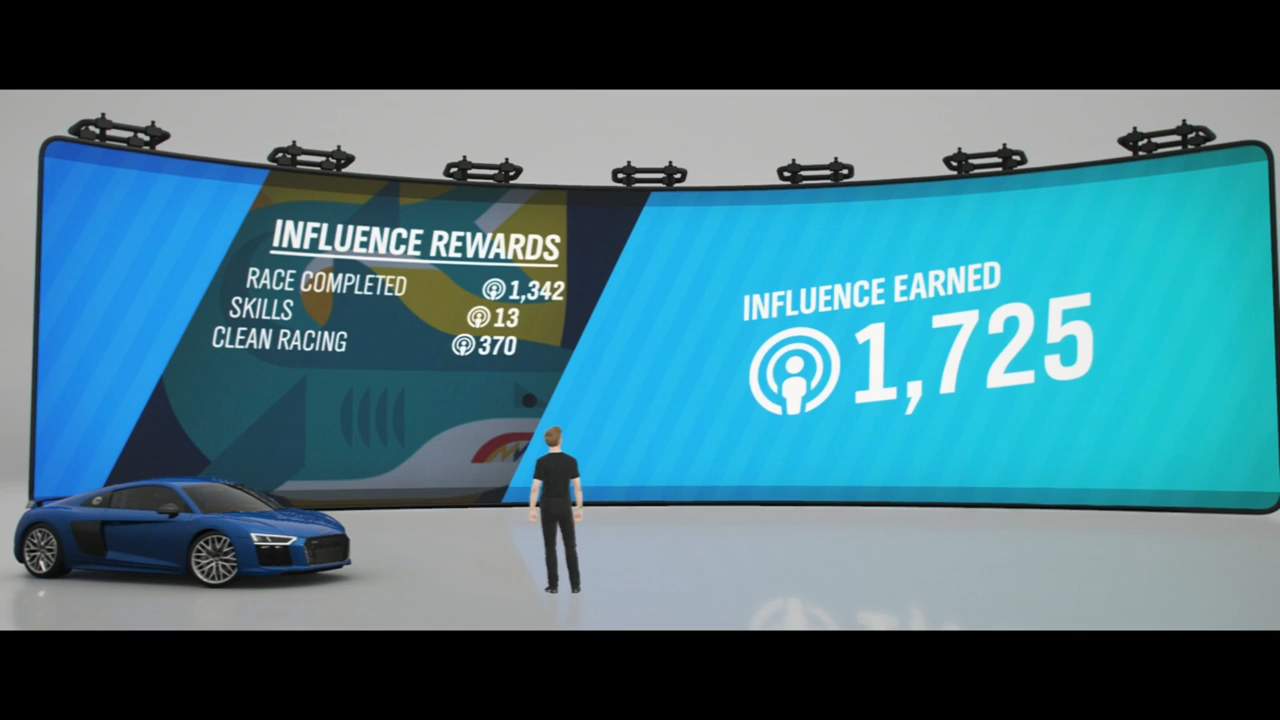 INFLUENCE REWARDS
RACE COMPLETED 1,342
SKILLS 13
CLEAN RACING 370
INFLUENCE EARNED
1,725